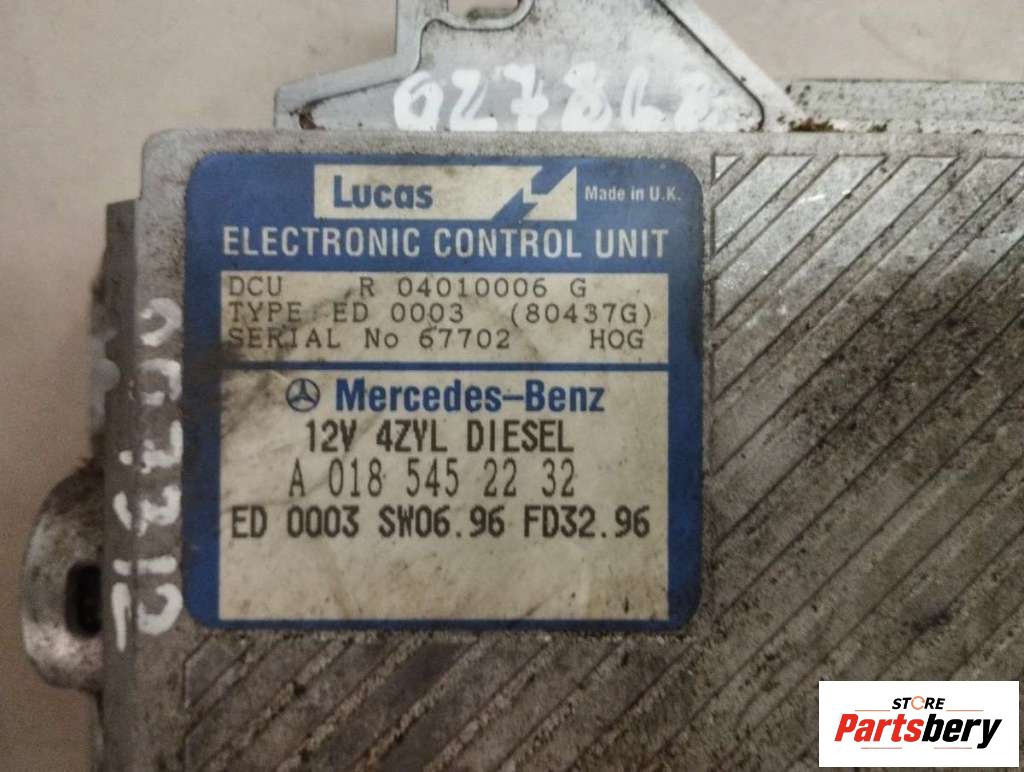 Lucas
Made in U.K.
ELECTRONIC CONTROL UNIT
DCU R 04010006 G
TYPE ED 0003 (80437G)
SERIAL No 67702 HOG
Mercedes-Benz
12V 4ZYL DIESEL
A 018 545 22 32
ED 0003 SW06.96 FD32.96
STORE
Partsbery